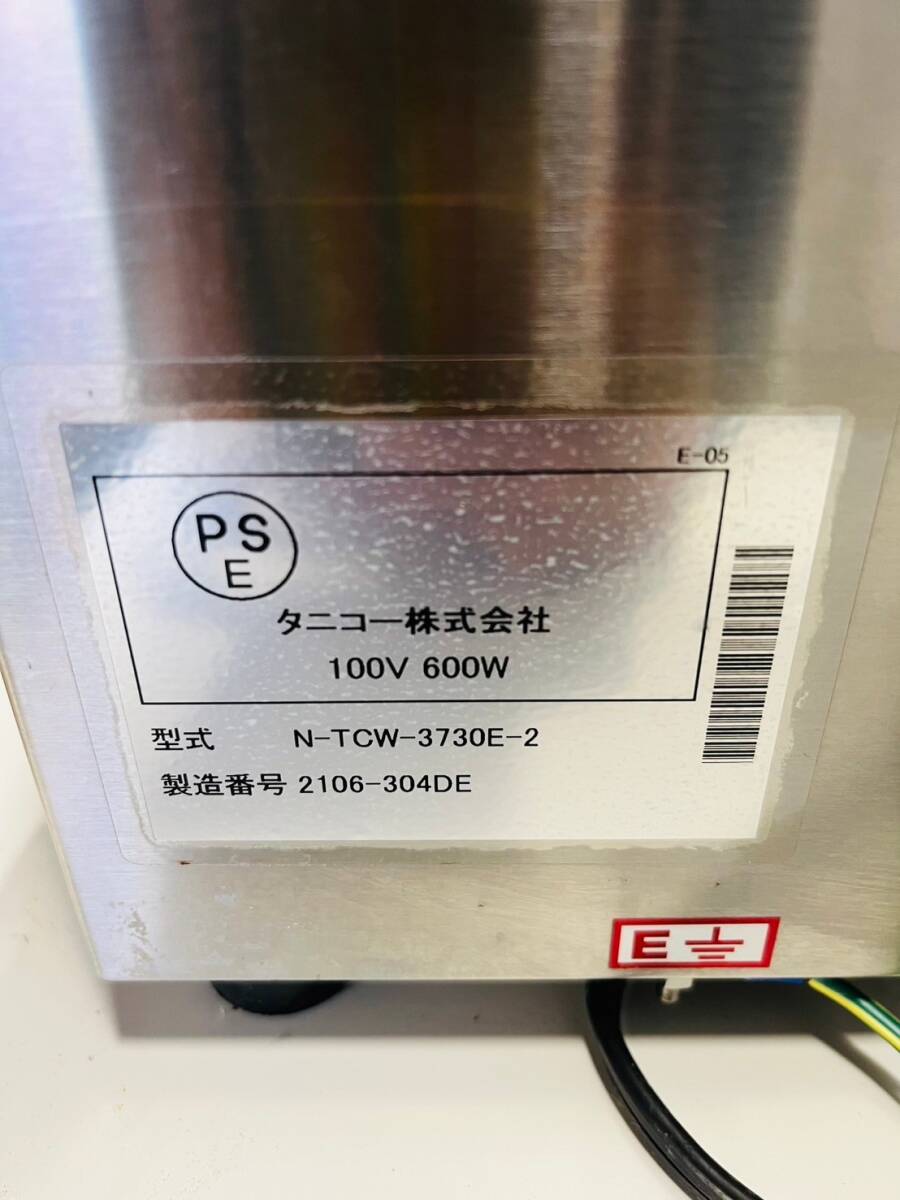 E-05
PS
E
タニコー株式会社
100V 600W
型式 N-TCW-3730E-2
製造番号 2106-304DE
E